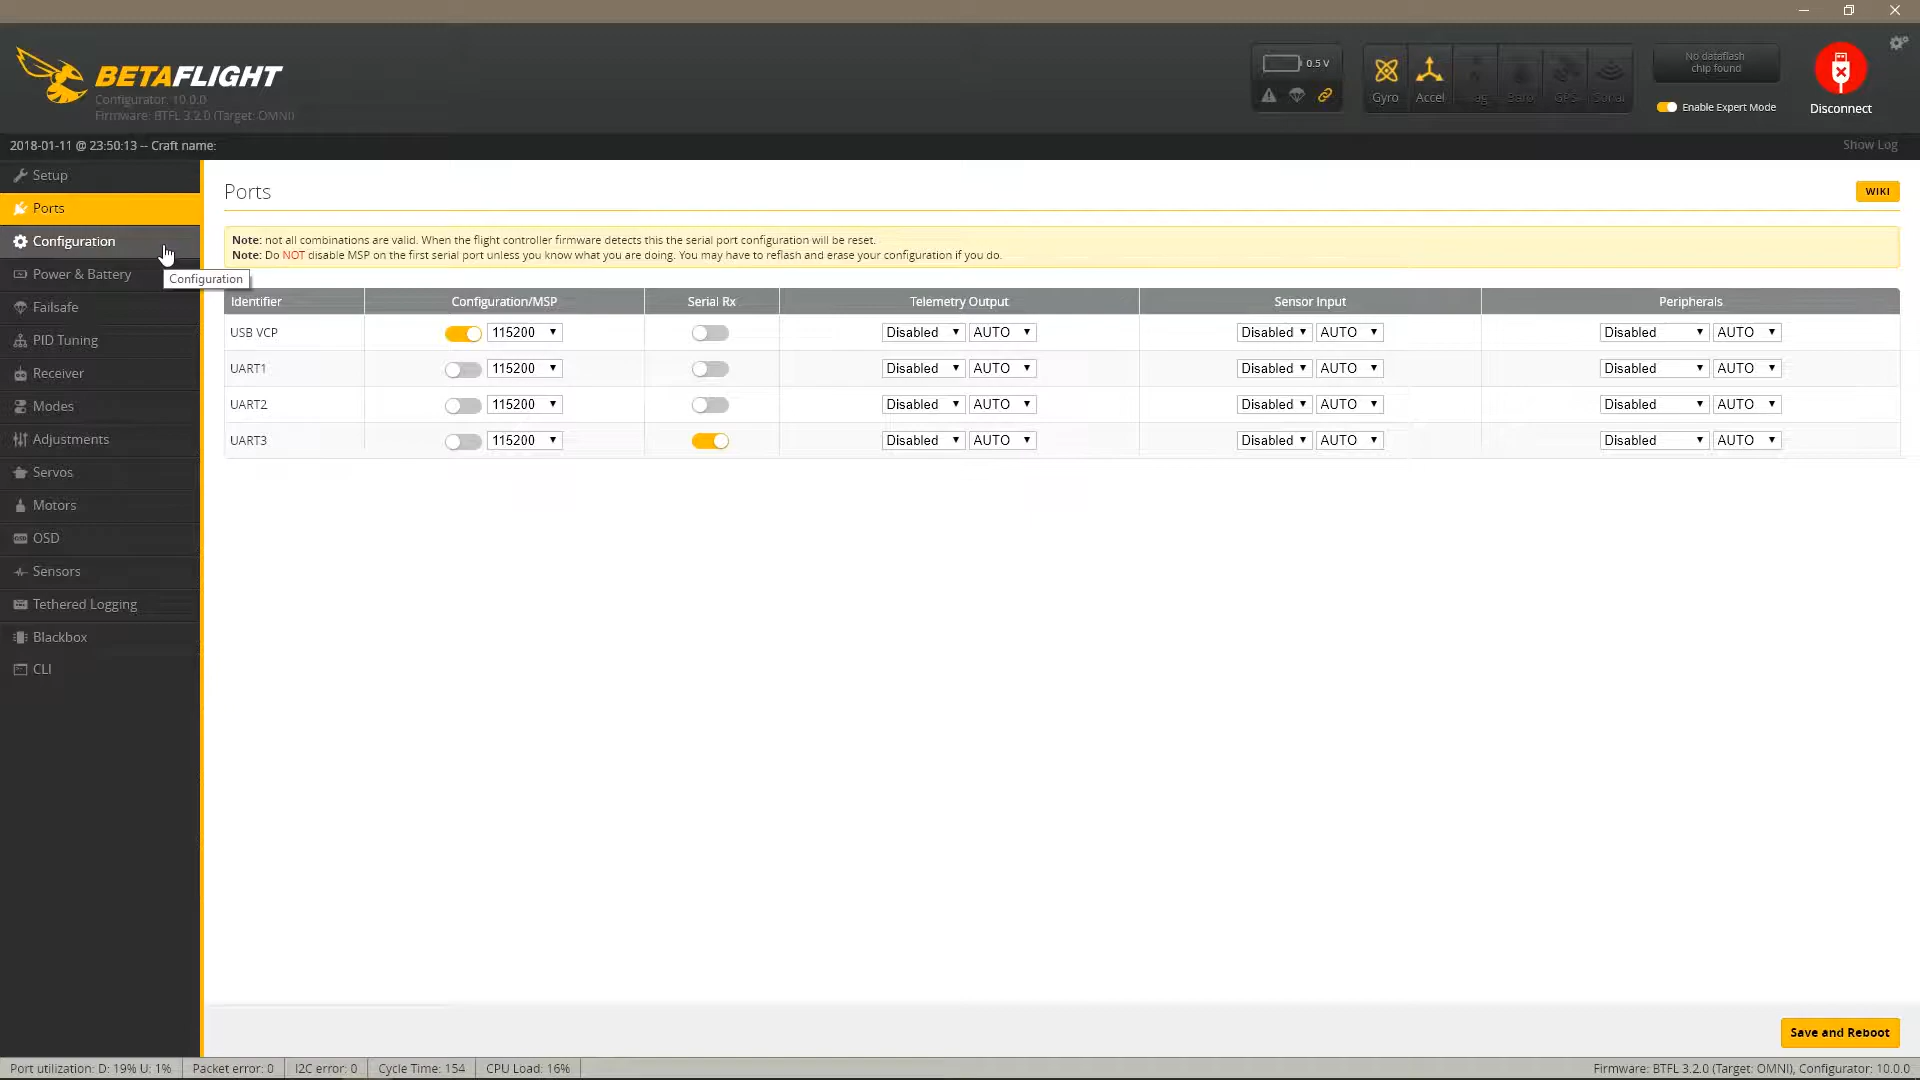 BETAFLIGHT
Configurator: 10.0.0
Firmware: BTFL 3.2.0 (Target: OMNI)
0.5 V
Gyro Accel Mag Baro GPS Sonar
No dataflash
chip found
Enable Expert Mode
Disconnect
2018-01-11 @ 23:50:13 -- Craft name:
Show Log
Setup
Ports
Configuration
Power & Battery
Configuration
Failsafe
PID Tuning
Receiver
Modes
Adjustments
Servos
Motors
OSD
Sensors
Tethered Logging
Blackbox
CLI
Ports
WIKI
Note: not all combinations are valid. When the flight controller firmware detects this the serial port configuration will be reset.
Note: Do NOT disable MSP on the first serial port unless you know what you are doing. You may have to reflash and erase your configuration if you do.
Identifier Configuration/MSP Serial Rx Telemetry Output Sensor Input Peripherals
USB VCP 115200 Disabled AUTO Disabled AUTO Disabled AUTO
UART1 115200 Disabled AUTO Disabled AUTO Disabled AUTO
UART2 115200 Disabled AUTO Disabled AUTO Disabled AUTO
UART3 115200 Disabled AUTO Disabled AUTO Disabled AUTO
Save and Reboot
Port utilization: D: 19% U: 1% Packet error: 0 I2C error: 0 Cycle Time: 154 CPU Load: 16% Firmware: BTFL 3.2.0 (Target: OMNI), Configurator: 10.0.0